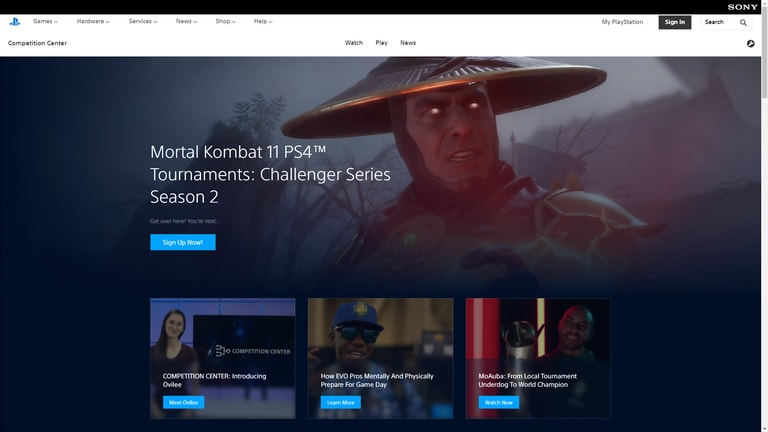 SONY
Games
Hardware
Services
News
Shop
Help
My PlayStation
Sign In
Search
Competition Center
Watch
Play
News
Mortal Kombat 11 PS4™
Tournaments: Challenger Series
Season 2
Get over here! You're next...
Sign Up Now!
COMPETITION CENTER
COMPETITION CENTER: Introducing
Ovilee
Meet Ovilee
How EVO Pros Mentally And Physically
Prepare For Game Day
Learn More
MoAuba: From Local Tournament
Underdog To World Champion
Watch Now